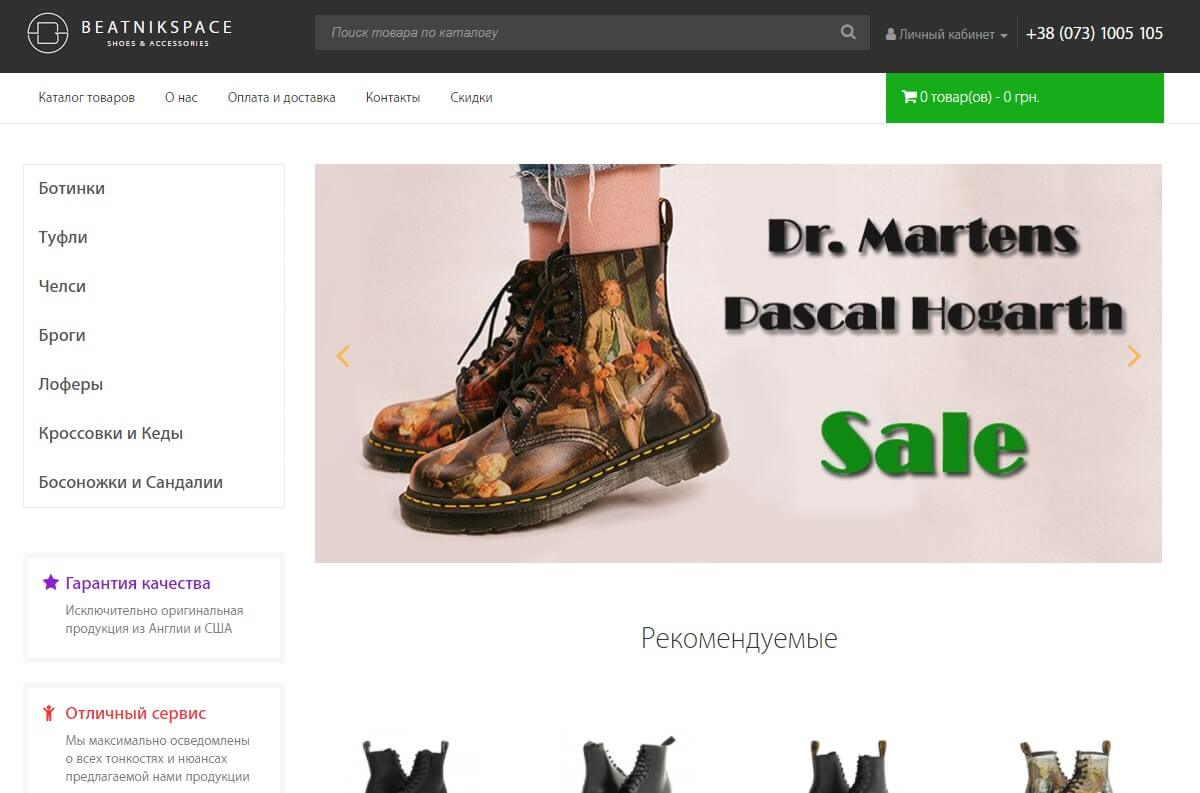 BEATNIKSPACE
SHOES & ACCESSORIES
Поиск товара по каталогу
Личный кабинет
+38 (073) 1005 105
Каталог товаров
О нас
Оплата и доставка
Контакты
Скидки
0 товар(ов) - 0 грн.
Ботинки
Туфли
Челси
Броги
Лоферы
Кроссовки и Кеды
Босоножки и Сандалии
Dr. Martens
Pascal Hogarth
Sale
Гарантия качества
Исключительно оригинальная
продукция из Англии и США
Рекомендуемые
Отличный сервис
Мы максимально осведомлены
о всех тонкостях и нюансах
предлагаемой нами продукции